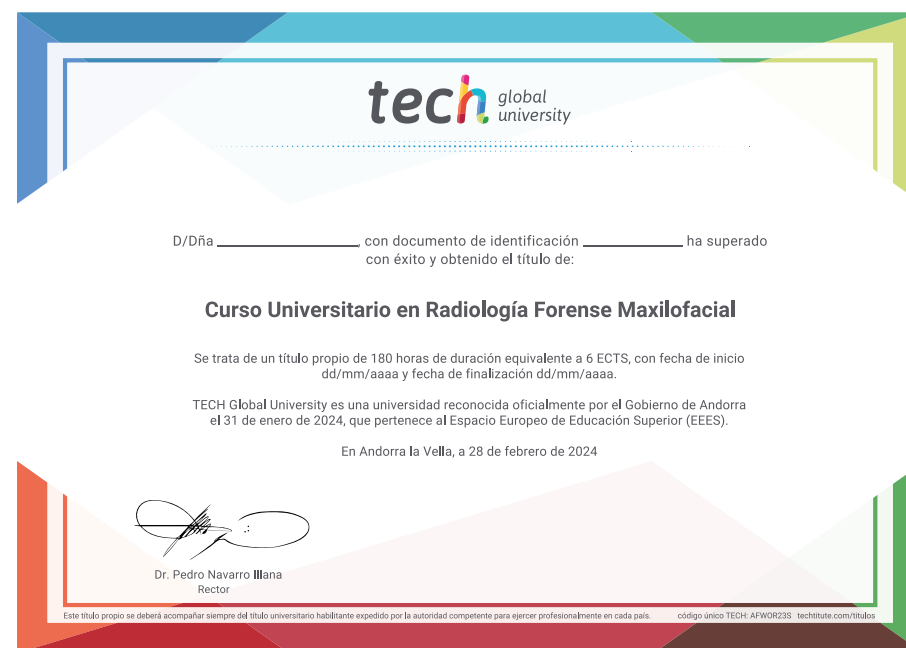 tech global
university
D/Dña ____________________, con documento de identificación ______________ ha superado
con éxito y obtenido el título de:
Curso Universitario en Radiología Forense Maxilofacial
Se trata de un título propio de 180 horas de duración equivalente a 6 ECTS, con fecha de inicio
dd/mm/aaaa y fecha de finalización dd/mm/aaaa.
TECH Global University es una universidad reconocida oficialmente por el Gobierno de Andorra
el 31 de enero de 2024, que pertenece al Espacio Europeo de Educación Superior (EEES).
En Andorra la Vella, a 28 de febrero de 2024
Dr. Pedro Navarro Illana
Rector
Este título propio se deberá acompañar siempre del título universitario habilitante expedido por la autoridad competente para ejercer profesionalmente en cada país. código único TECH: AFWOR23S techtitute.com/titulos